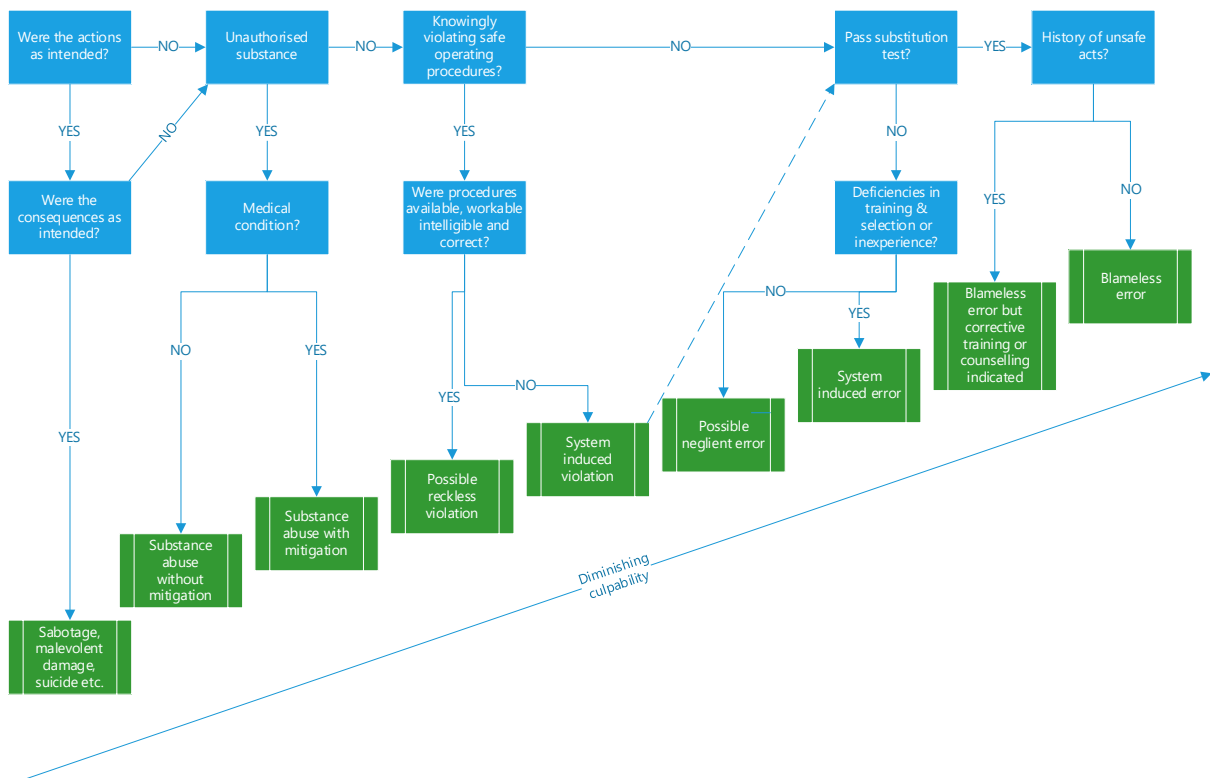 Were the actions
as intended?
NO
Unauthorised
substance
NO
Knowingly
violating safe
operating
procedures?
NO
Pass substitution
test?
YES
History of unsafe
acts?
YES
NO
YES
YES
NO
Were the
consequences as
intended?
Medical
condition?
Were procedures
available, workable
intelligible and
correct?
Deficiencies in
training &
selection or
inexperience?
YES
NO
Blameless
error
Blameless
error but
corrective
training or
counselling
indicated
NO
YES
System
induced error
NO
YES
YES
NO
Possible
neglient error
YES
System
induced
violation
Possible
reckless
violation
Substance
abuse with
mitigation
Substance
abuse
without
mitigation
Sabotage,
malevolent
damage,
suicide etc.
Diminishing
culpability